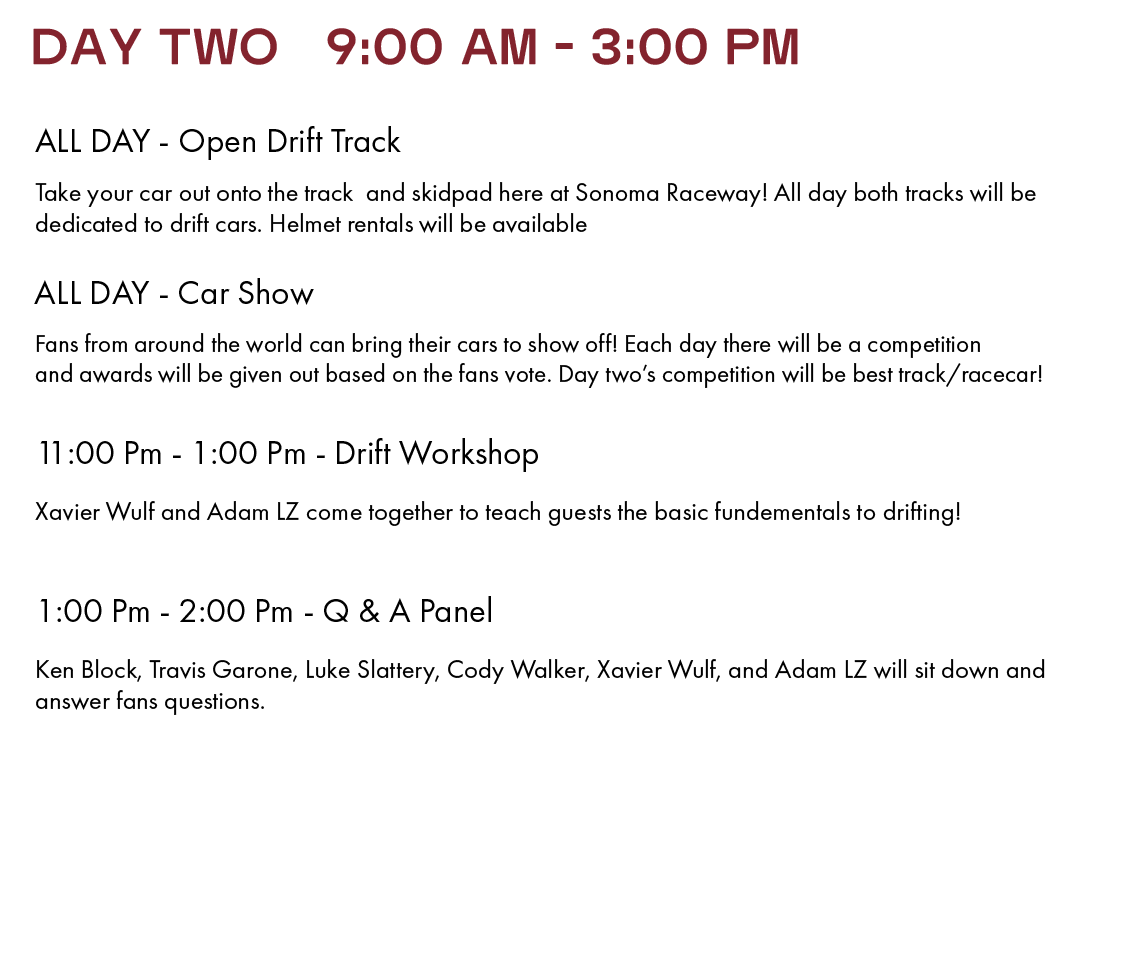 DAY TWO 9:00 AM - 3:00 PM
ALL DAY - Open Drift Track
Take your car out onto the track  and skidpad here at Sonoma Raceway! All day both tracks will be
dedicated to drift cars. Helmet rentals will be available
ALL DAY - Car Show
Fans from around the world can bring their cars to show off! Each day there will be a competition
and awards will be given out based on the fans vote. Day two’s competition will be best track/racecar!
11:00 Pm - 1:00 Pm - Drift Workshop
Xavier Wulf and Adam LZ come together to teach guests the basic fundementals to drifting!
1:00 Pm - 2:00 Pm - Q & A Panel
Ken Block, Travis Garone, Luke Slattery, Cody Walker, Xavier Wulf, and Adam LZ will sit down and
answer fans questions.